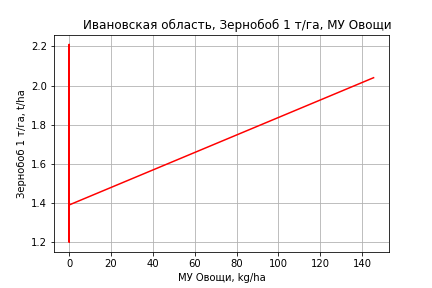 Ивановская область, Зернобоб 1 т/га, МУ Овощи
Зернобоб 1 т/га, t/ha
2.2
2.0
1.8
1.6
1.4
1.2
0 20 40 60 80 100 120 140
МУ Овощи, kg/ha